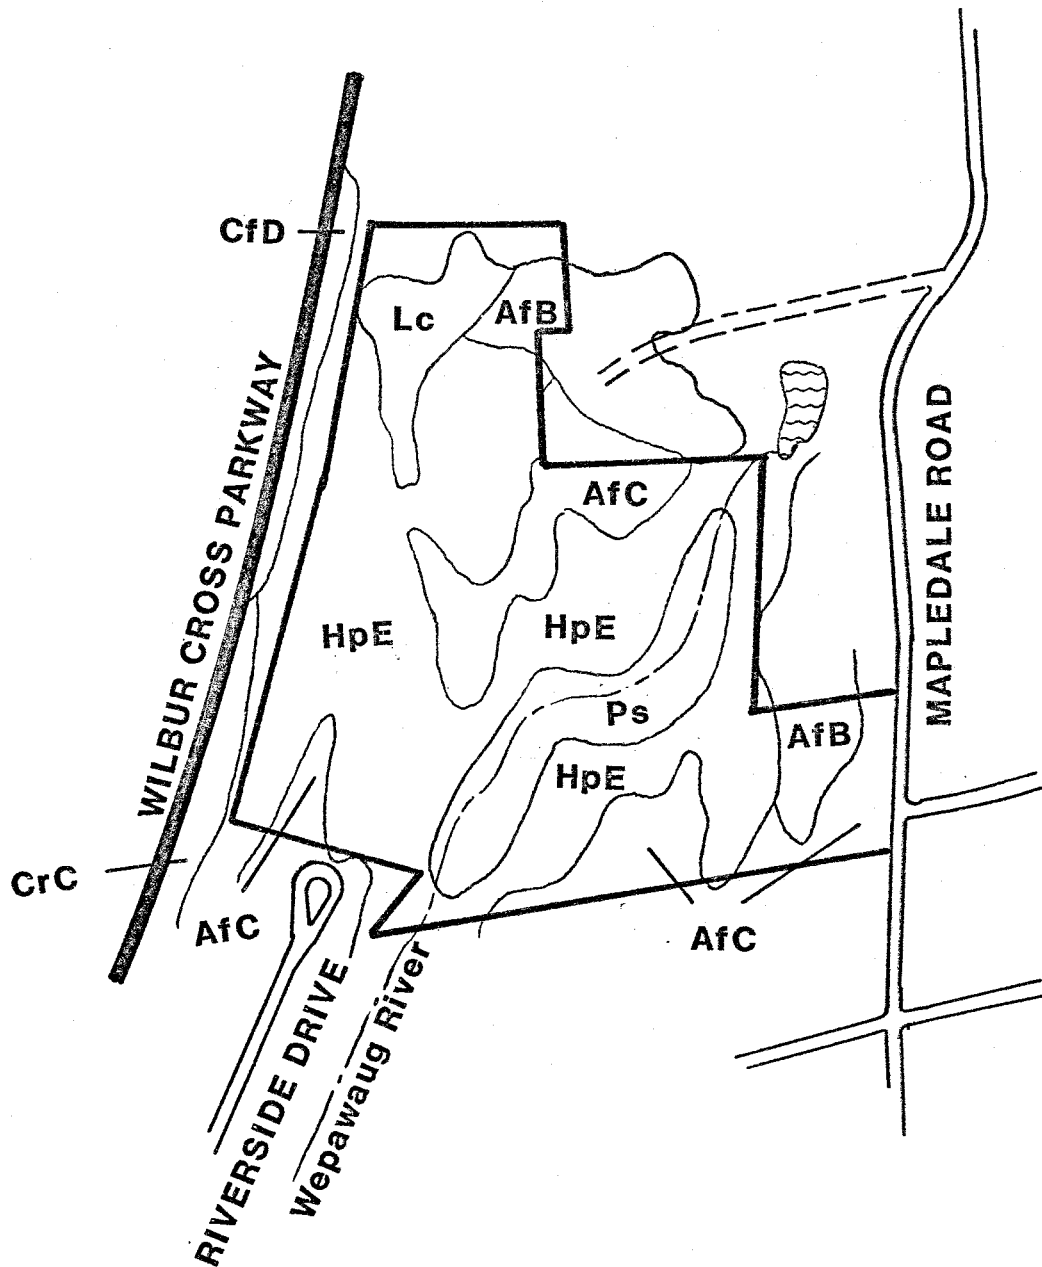 CfD
Lc
AfB
AfC
WILBUR CROSS PARKWAY
MAPLEDALE ROAD
HpE
HpE
Ps
AfB
HpE
CrC
AfC
AfC
RIVERSIDE DRIVE
Wepawaug River